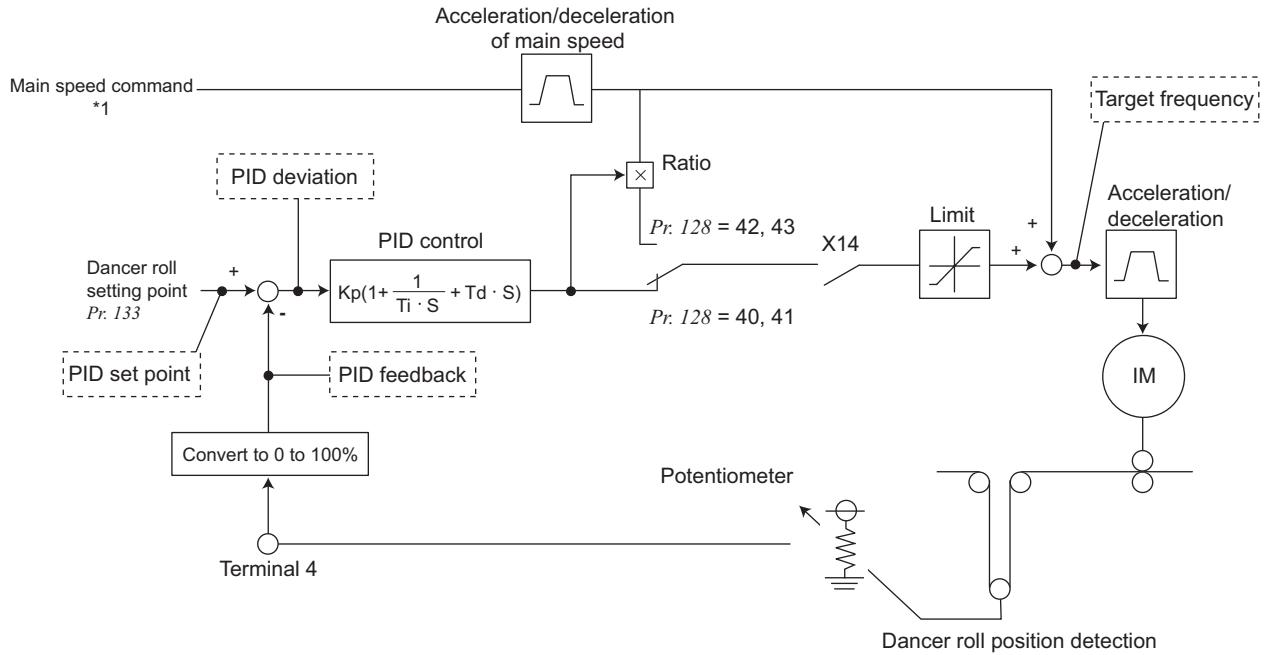 Acceleration/deceleration
of main speed
Main speed command
*1
Target frequency
PID deviation
Ratio
×
Acceleration/
deceleration
Pr. 128 = 42, 43
X14
Limit
+
+
PID control
Dancer roll
setting point
Pr. 133
+
-
Kp(1+ 1/(Ti · S) + Td · S)
Pr. 128 = 40, 41
PID set point
PID feedback
IM
Convert to 0 to 100%
Potentiometer
Terminal 4
Dancer roll position detection